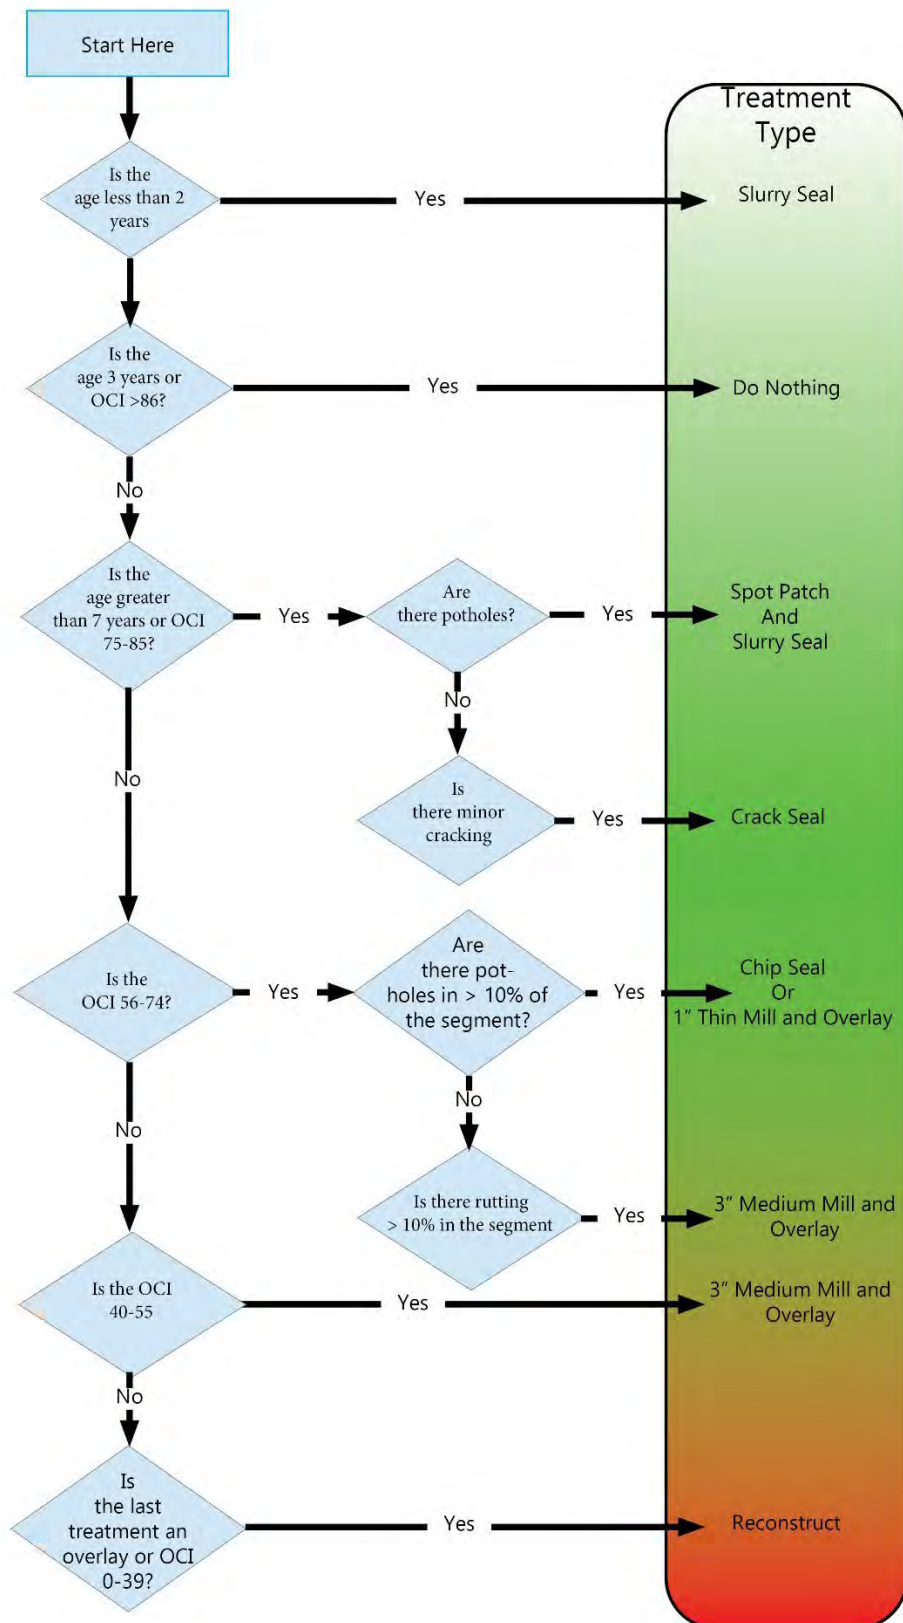 Start Here
Treatment
Type
Is the
age less than 2
years
Yes
Slurry Seal
Is the
age 3 years or
OCI >86?
Yes
Do Nothing
No
Is the
age greater
than 7 years or OCI
75-85?
Yes
Are
there potholes?
Yes
Spot Patch
And
Slurry Seal
No
No
Is
there minor
cracking
Yes
Crack Seal
Is the
OCI 56-74?
Yes
Are
there pot-
holes in > 10% of
the segment?
Yes
Chip Seal
Or
1" Thin Mill and Overlay
No
No
Is there rutting
> 10% in the segment
Yes
3" Medium Mill and
Overlay
Is the OCI
40-55
Yes
3" Medium Mill and
Overlay
No
Is
the last
treatment an
overlay or OCI
0-39?
Yes
Reconstruct